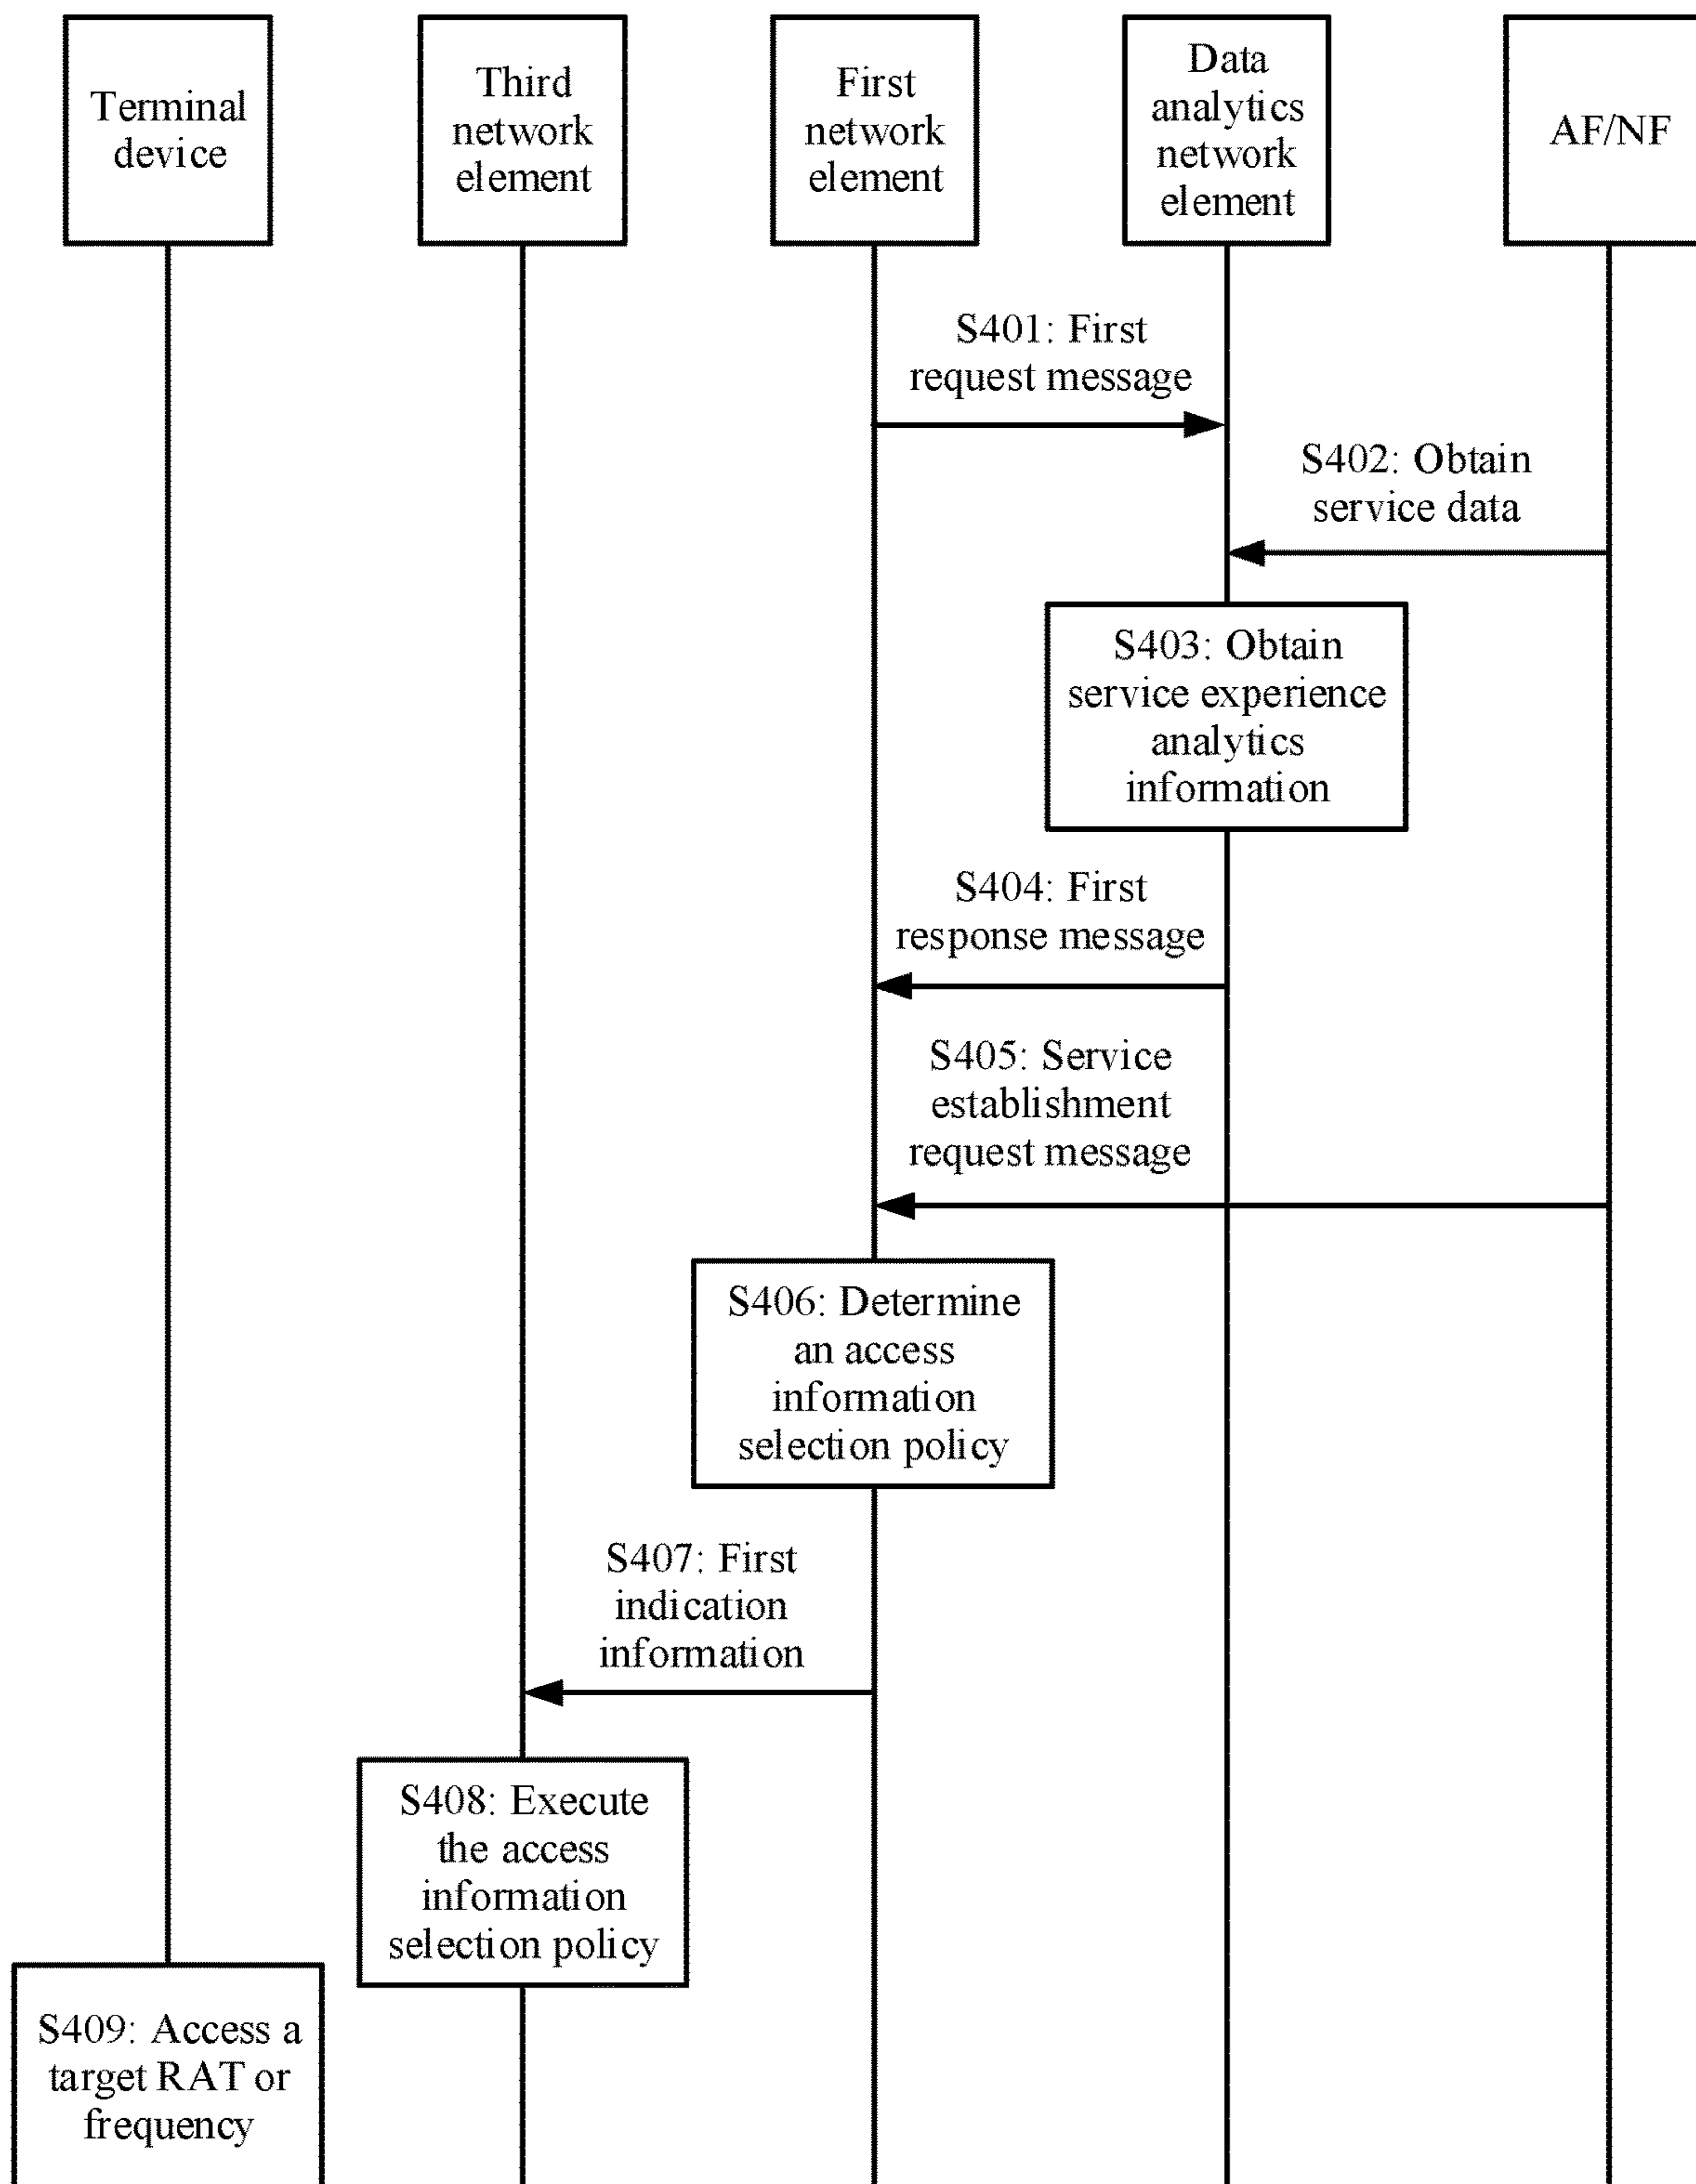 Terminal
device
Third
network
element
First
network
element
Data
analytics
network
element
AF/NF
S401: First
request message
S402: Obtain
service data
S403: Obtain
service experience
analytics
information
S404: First
response message
S405: Service
establishment
request message
S406: Determine
an access
information
selection policy
S407: First
indication
information
S408: Execute
the access
information
selection policy
S409: Access a
target RAT or
frequency